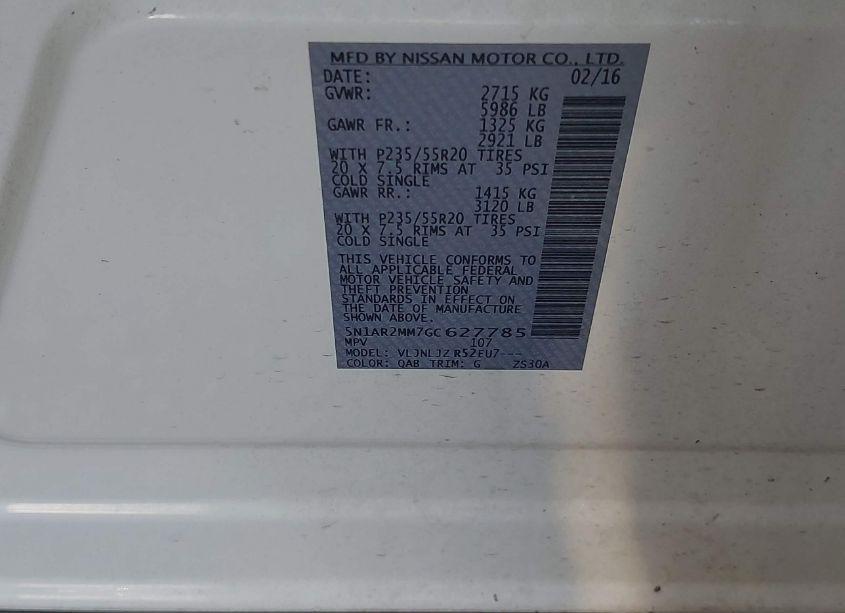 MFD BY NISSAN MOTOR CO., LTD.
DATE: 02/16
GVWR: 2715 KG
5986 LB
GAWR FR.: 1325 KG
2921 LB
WITH P235/55R20 TIRES
20 X 7.5 RIMS AT 35 PSI
COLD SINGLE
GAWR RR.: 1415 KG
3120 LB
WITH P235/55R20 TIRES
20 X 7.5 RIMS AT 35 PSI
COLD SINGLE
THIS VEHICLE CONFORMS TO
ALL APPLICABLE FEDERAL
MOTOR VEHICLE SAFETY AND
THEFT PREVENTION
STANDARDS IN EFFECT ON
THE DATE OF MANUFACTURE
SHOWN ABOVE.
5N1AR2MM7GC627785
MPV 107
MODEL: VLJNLJZ R52EU7---
COLOR: QAB TRIM: G ZS30A